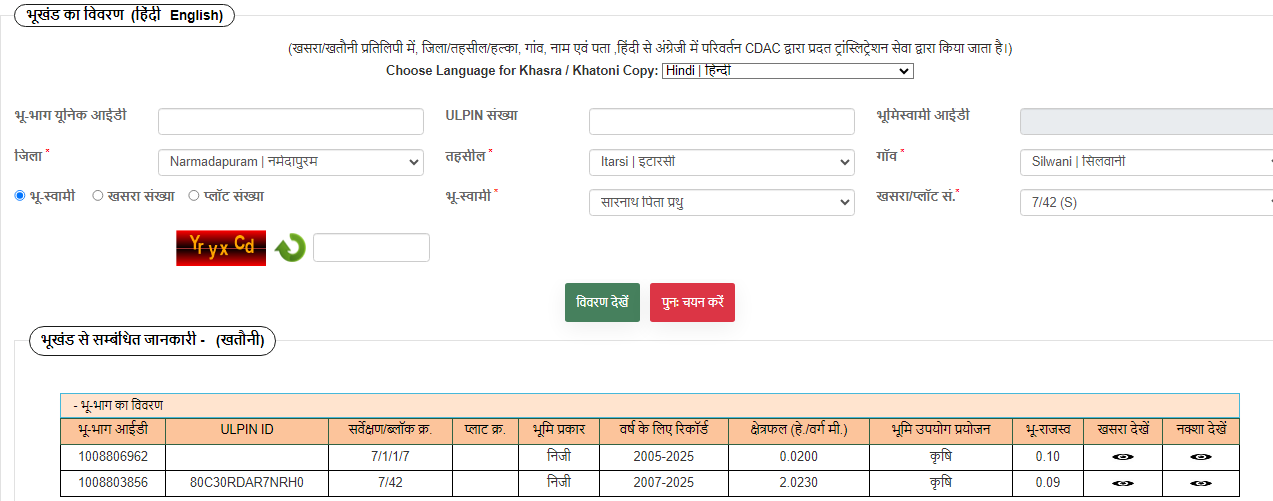 भूखंड का विवरण (हिंदी English)
(खसरा/खतौनी प्रतिलिपी में, जिला/तहसील/हल्का, गांव, नाम एवं पता ,हिंदी से अंग्रेजी में परिवर्तन CDAC द्वारा प्रदत ट्रांस्लिट्रेशन सेवा द्वारा किया जाता है।)
Choose Language for Khasra / Khatoni Copy: Hindi | हिन्दी
भू-भाग यूनिक आईडी ULPIN संख्या भूमिस्वामी आईडी
जिला * Narmadapuram | नर्मदापुरम तहसील * Itarsi | इटारसी गॉव * Silwani | सिलवानी
भू-स्वामी खसरा संख्या प्लॉट संख्या भू-स्वामी * सारनाथ पिता प्रथु खसरा/प्लॉट सं.* 7/42 (S)
Yr yx Cd
विवरण देखें पुनः चयन करें
भूखंड से सम्बंधित जानकारी - (खतौनी)
- भू-भाग का विवरण
भू-भाग आईडी ULPIN ID सर्वेक्षण/ब्लॉक क्र. प्लाट क्र. भूमि प्रकार वर्ष के लिए रिकॉर्ड क्षेत्रफल (हे./वर्ग मी.) भूमि उपयोग प्रयोजन भू-राजस्व खसरा देखें नक्शा देखें
1008806962 7/1/1/7 निजी 2005-2025 0.0200 कृषि 0.10
1008803856 80C30RDAR7NRH0 7/42 निजी 2007-2025 2.0230 कृषि 0.09